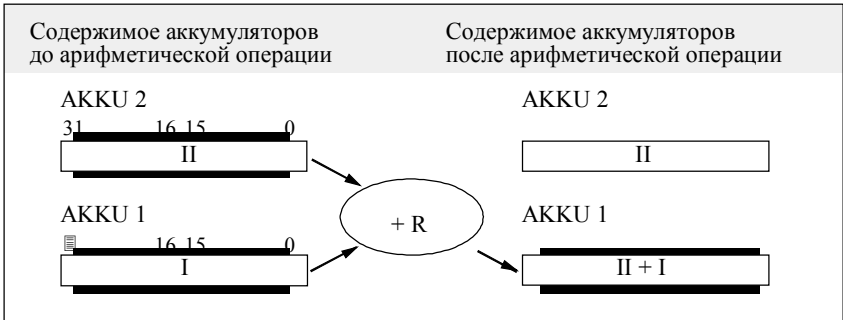 Содержимое аккумуляторов
до арифметической операции
Содержимое аккумуляторов
после арифметической операции
AKKU 2
31 16 15 0
II
AKKU 1
16 15 0
I
+ R
AKKU 2
II
AKKU 1
II + I